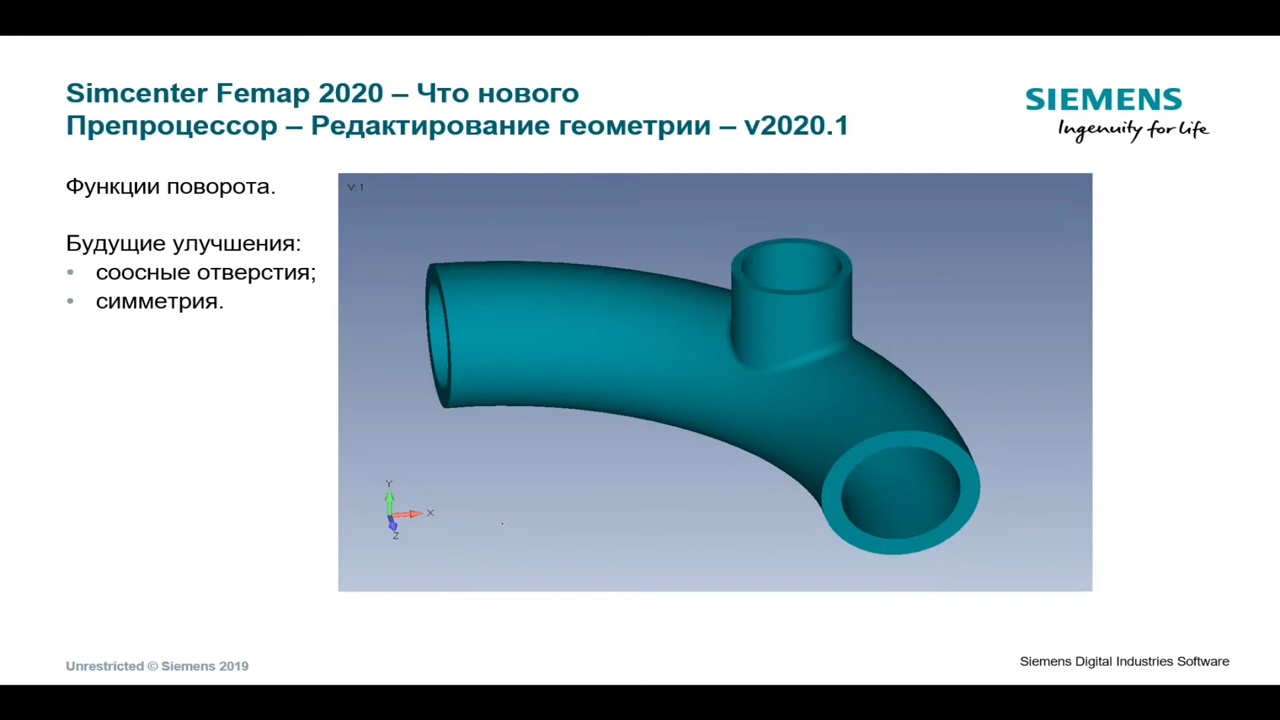 Simcenter Femap 2020 – Что нового
Препроцессор – Редактирование геометрии – v2020.1
SIEMENS
Ingenuity for life
Функции поворота.
Будущие улучшения:
• соосные отверстия;
• симметрия.
V 1
Y
X
Z
Unrestricted © Siemens 2019
Siemens Digital Industries Software